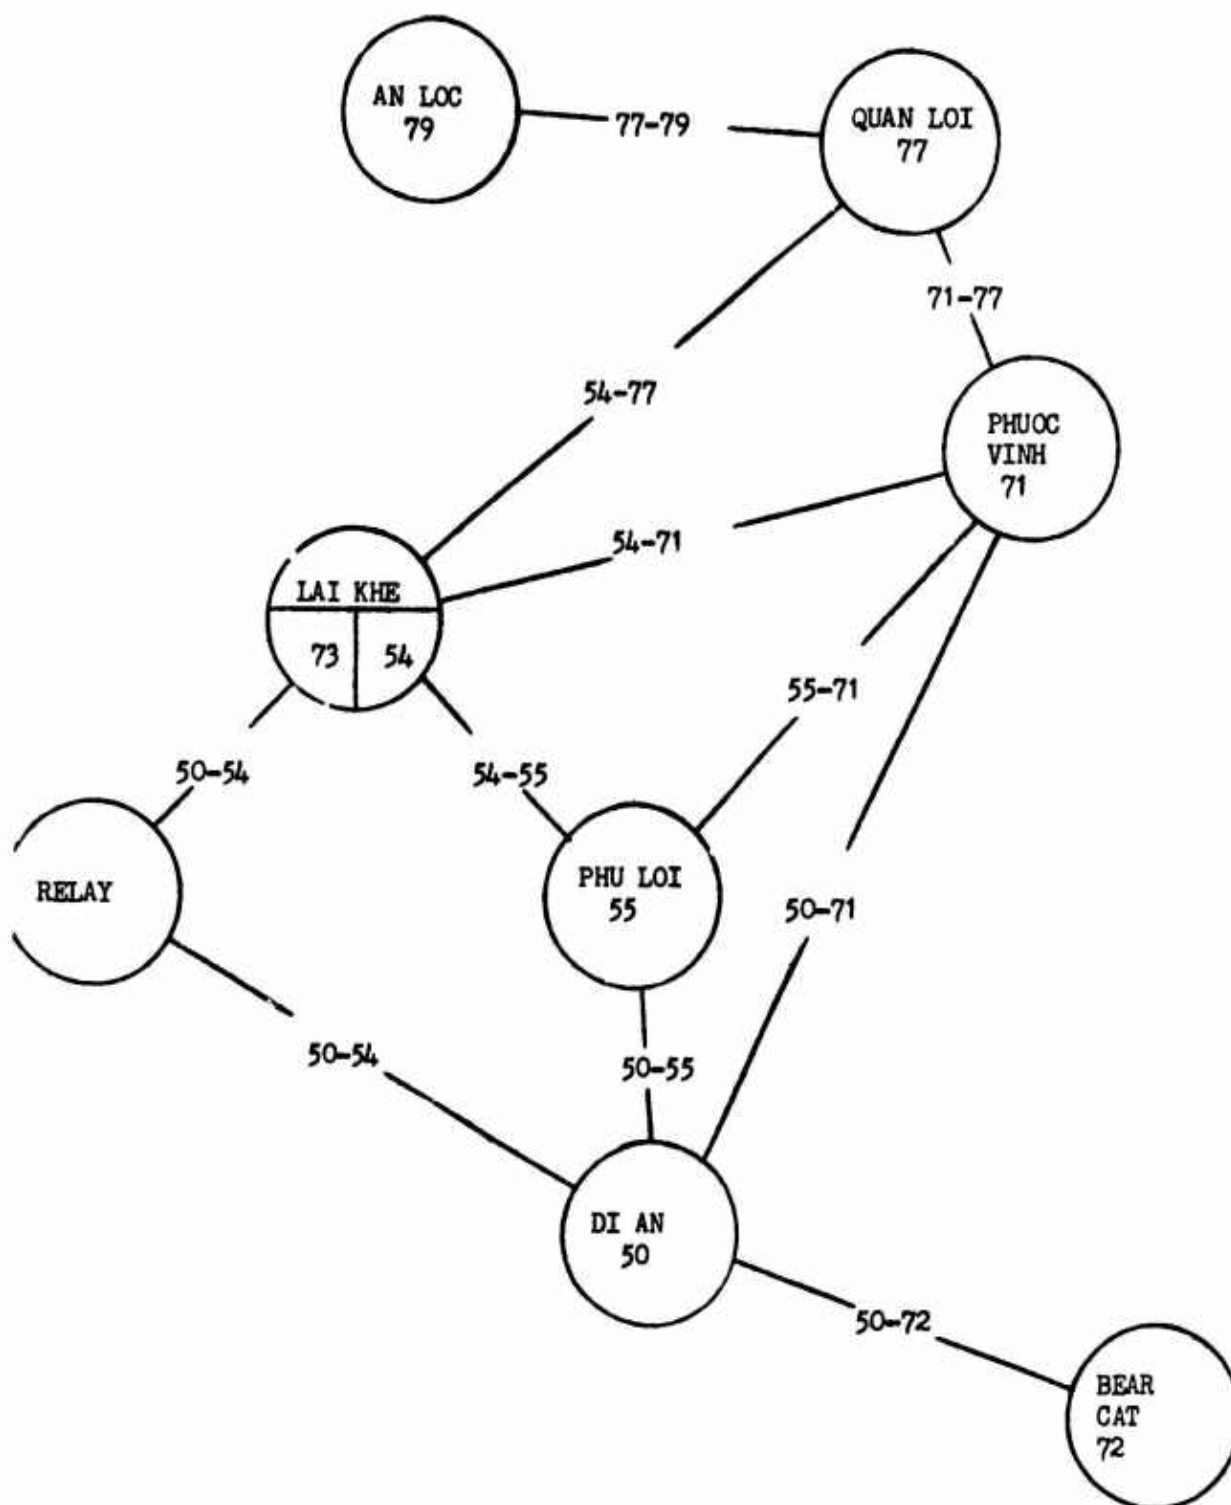 AN LOC
79
77-79
QUAN LOI
77
71-77
54-77
PHUOC
VINH
71
54-71
LAI KHE
73 54
55-71
50-54
54-55
RELAY
PHU LOI
55
50-71
50-54
50-55
DI AN
50
50-72
BEAR
CAT
72